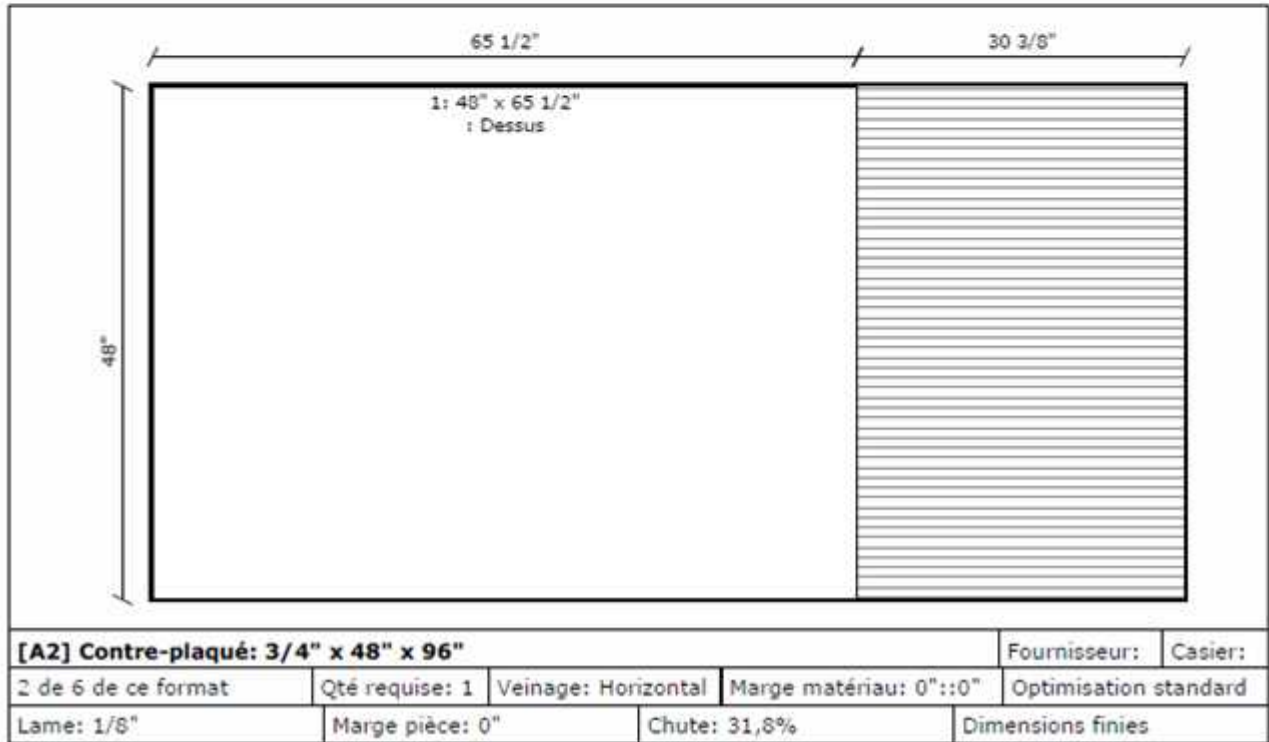 65 1/2"
30 3/8"
1: 48" x 65 1/2"
: Dessus
48"
[A2] Contre-plaqué: 3/4" x 48" x 96"
Fournisseur:
Casier:
2 de 6 de ce format
Qté requise: 1
Veinage: Horizontal
Marge matériau: 0"::0"
Optimisation standard
Lame: 1/8"
Marge pièce: 0"
Chute: 31,8%
Dimensions finies